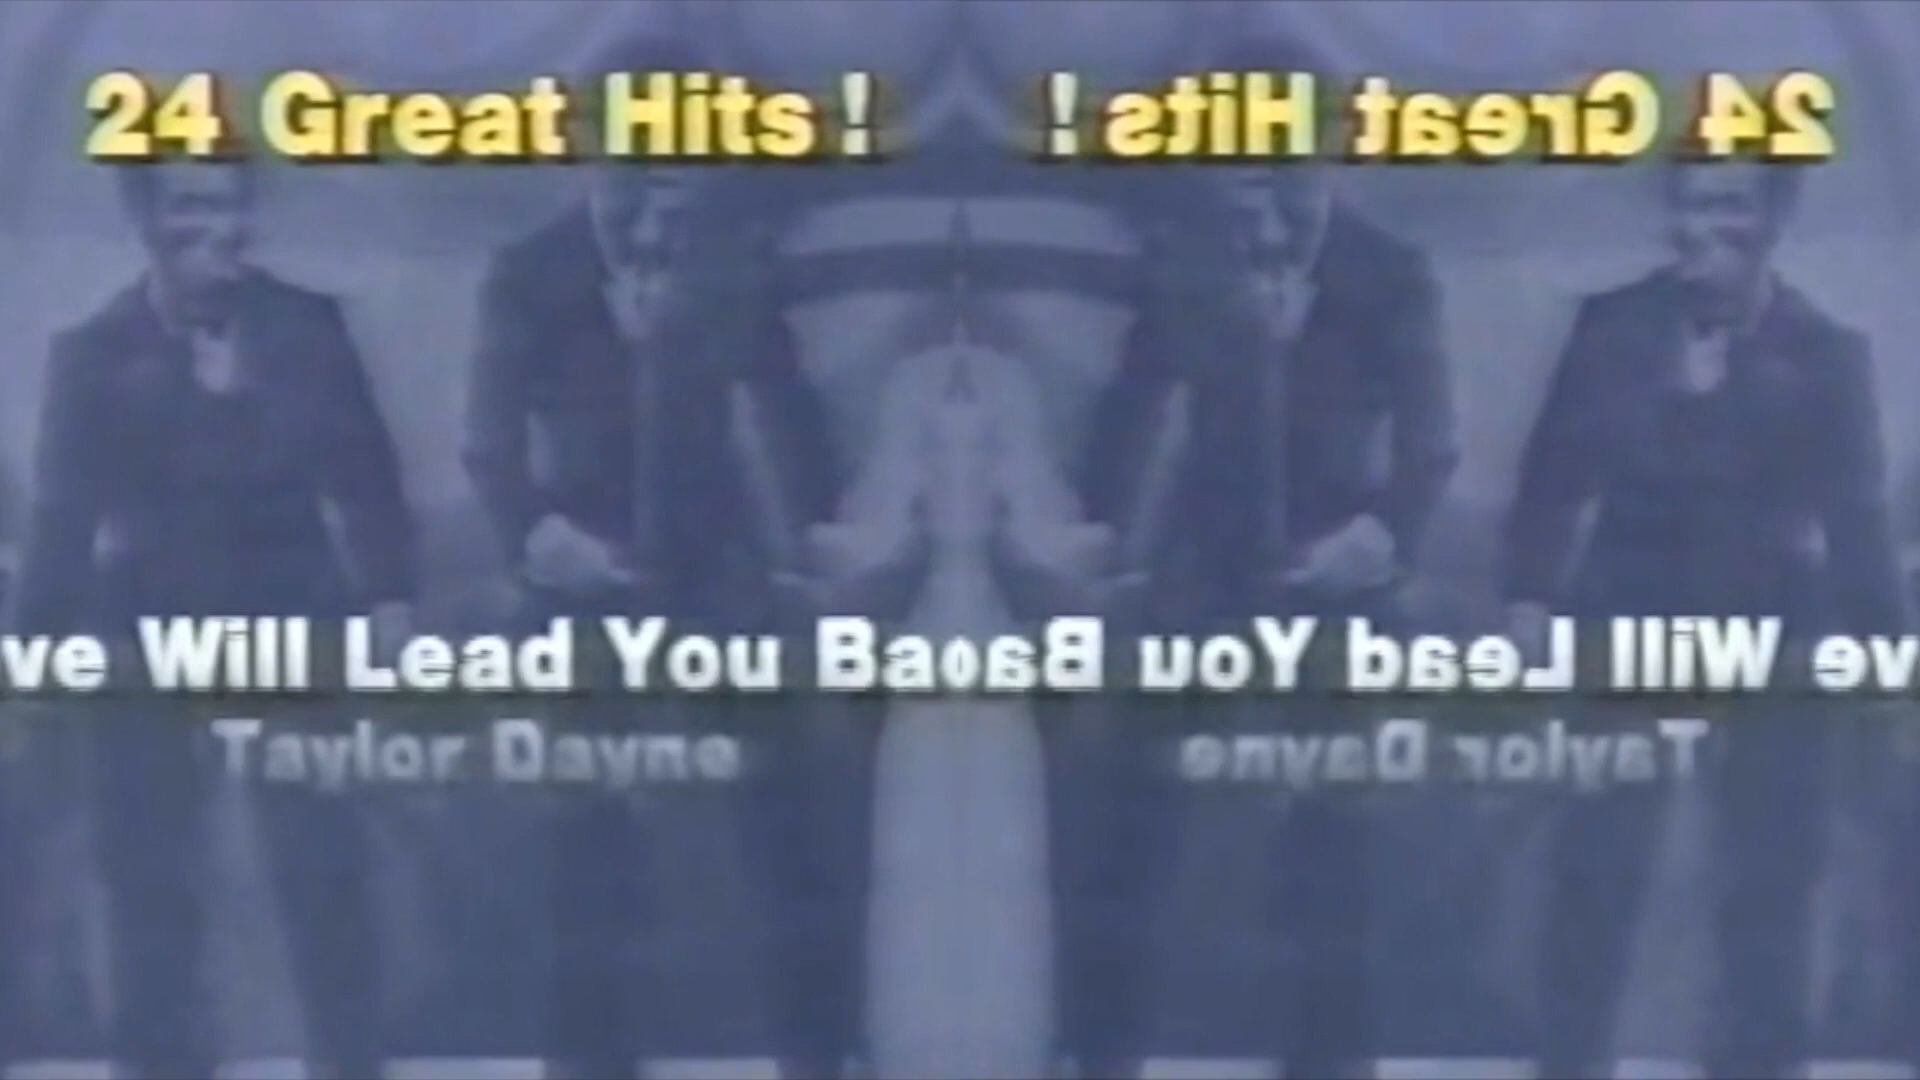 24 Great Hits! 24 Great Hits!
ve Will Lead You Ba Ba You Lead Will ve
Taylor Dayne Taylor Dayne